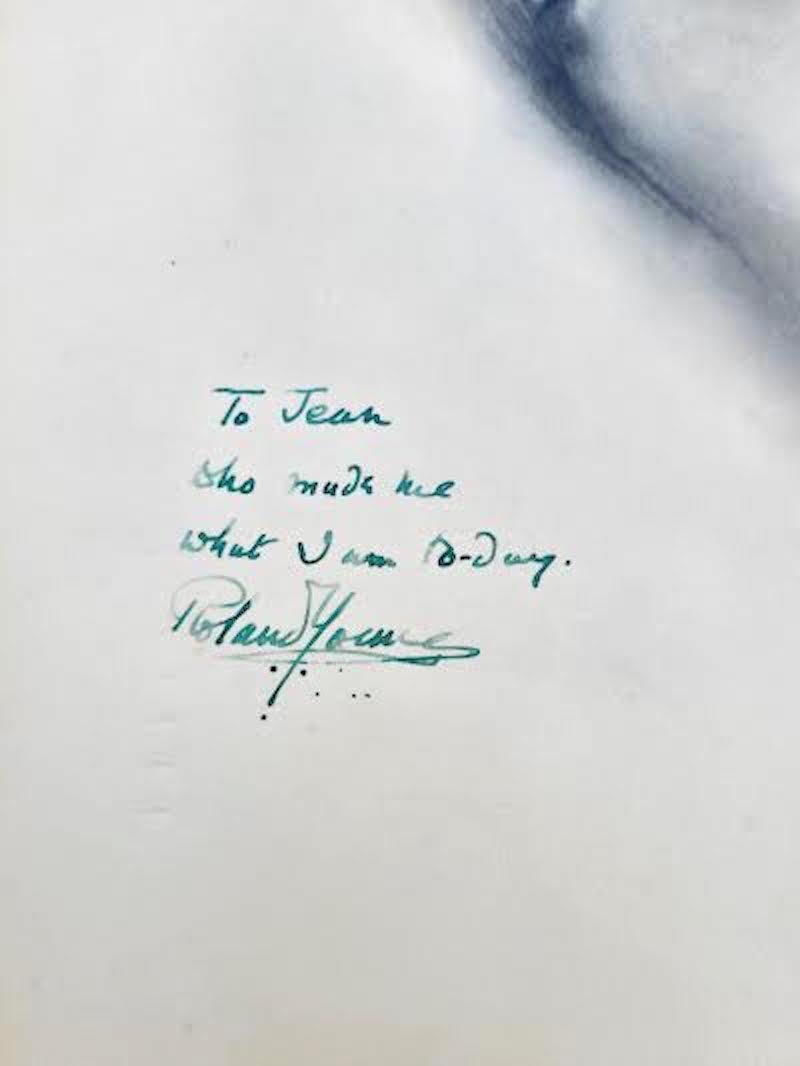 To Jean
who made me
what I am to-day.
Roland Young